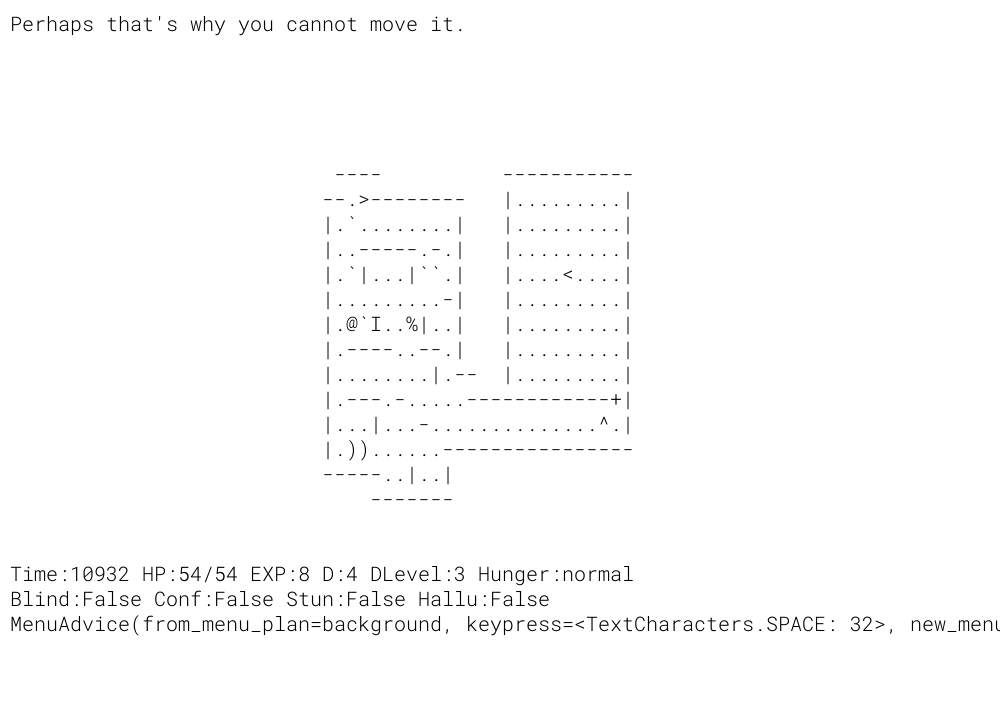 Perhaps that's why you cannot move it.
 ----          -----------
--.>--------   |.........|
|.`........|   |.........|
|..-----.-.|   |.........|
|.`|...|``.|   |....<....|
|.........-|   |.........|
|.@`I..%|..|   |.........|
|.----..--.|   |.........|
|........|.--  |.........|
|.---.-.....------------+|
|...|...-..............^.|
|.))......----------------
-----..|..|
    -------
Time:10932 HP:54/54 EXP:8 D:4 DLevel:3 Hunger:normal
Blind:False Conf:False Stun:False Hallu:False
MenuAdvice(from_menu_plan=background, keypress=<TextCharacters.SPACE: 32>, new_menu